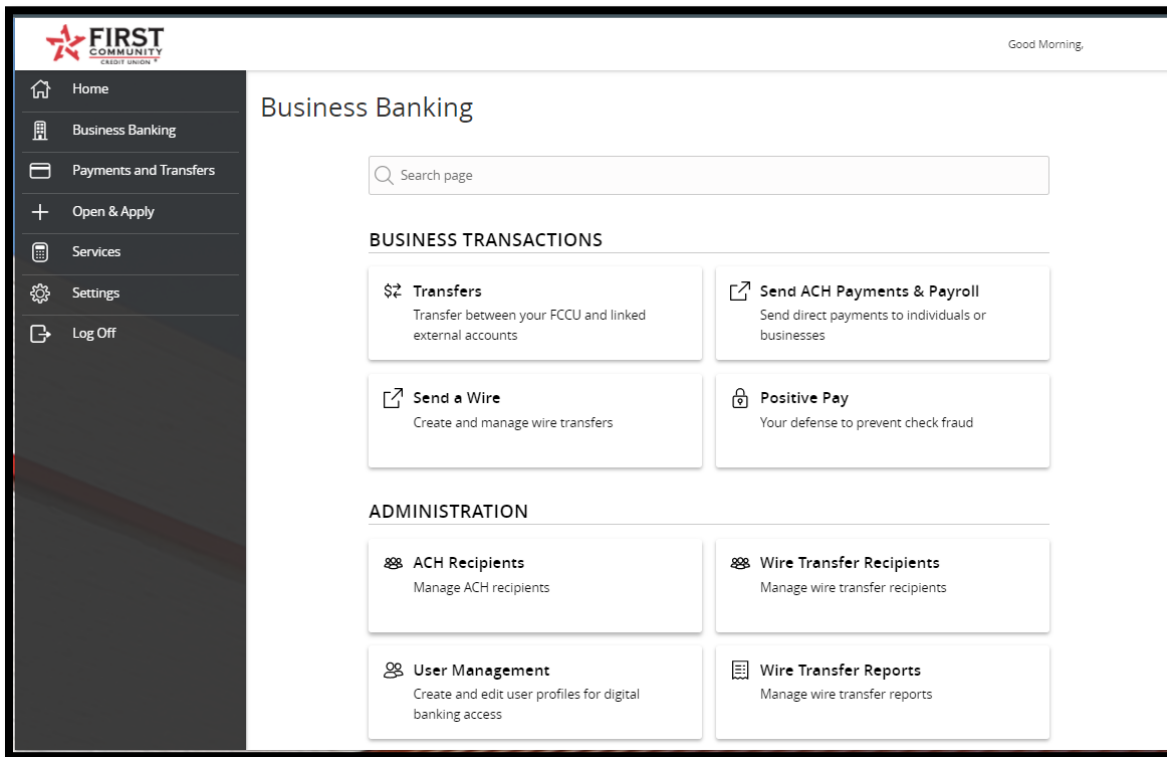 FIRST
COMMUNITY
CREDIT UNION ®
Good Morning,
Home
Business Banking
Payments and Transfers
Open & Apply
Services
Settings
Log Off
Business Banking
Search page
BUSINESS TRANSACTIONS
Transfers
Transfer between your FCCU and linked
external accounts
Send ACH Payments & Payroll
Send direct payments to individuals or
businesses
Send a Wire
Create and manage wire transfers
Positive Pay
Your defense to prevent check fraud
ADMINISTRATION
ACH Recipients
Manage ACH recipients
Wire Transfer Recipients
Manage wire transfer recipients
User Management
Create and edit user profiles for digital
banking access
Wire Transfer Reports
Manage wire transfer reports